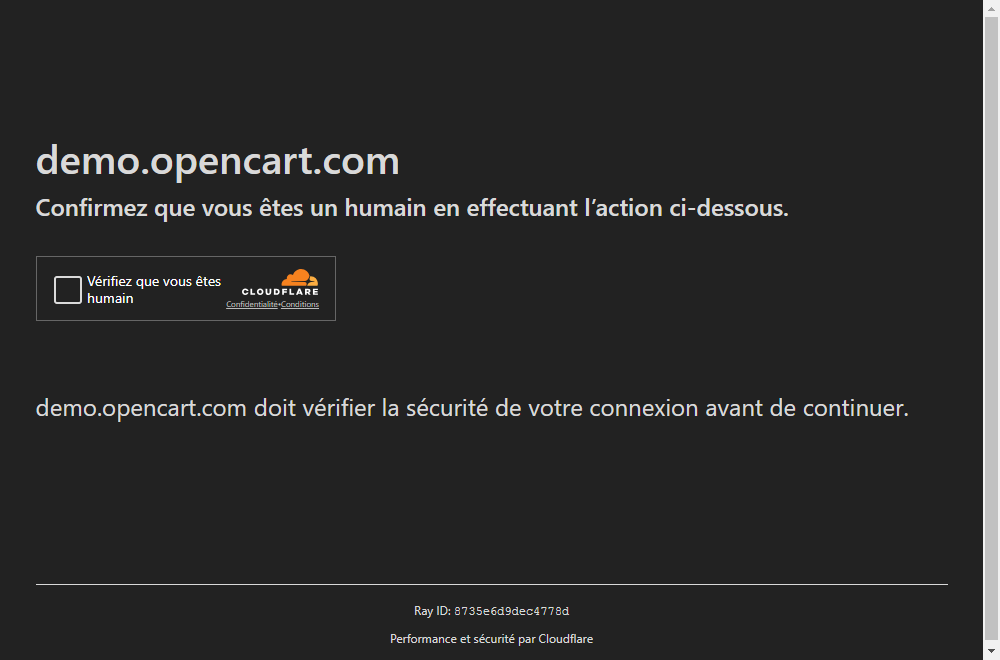 demo.opencart.com
Confirmez que vous êtes un humain en effectuant l’action ci-dessous.
Vérifiez que vous êtes
humain
CLOUDFLARE
Confidentialité•Conditions
demo.opencart.com doit vérifier la sécurité de votre connexion avant de continuer.
Ray ID: 8735e6d9dec4778d
Performance et sécurité par Cloudflare